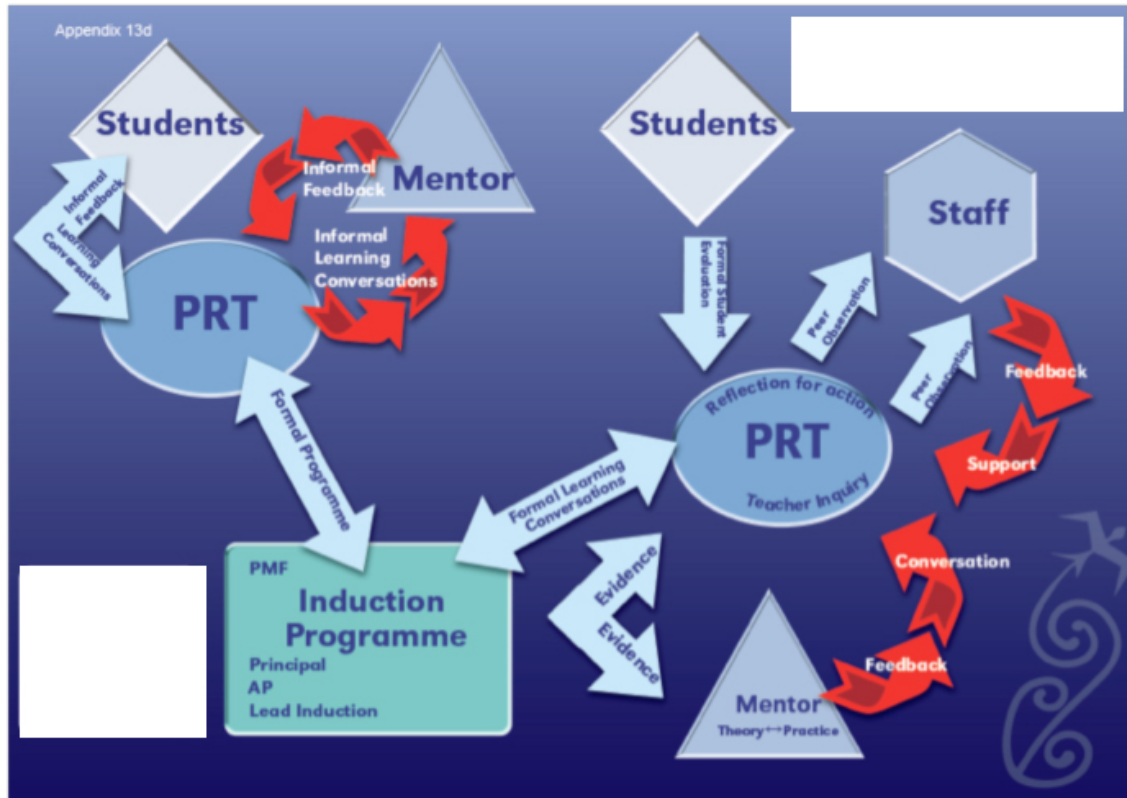 Appendix 13d
Students
Informal
Feedback
Learning
Conversations
Informal
Feedback
Mentor
Informal
Learning
Conversations
PRT
Formal Programme
PMF
Induction
Programme
Principal
AP
Lead Induction
Formal Learning
Conversations
Students
Formal Student
Evaluation
Staff
Peer
Observation
Peer
Observation
Reflection for action
PRT
Teacher Inquiry
Feedback
Support
Evidence
Evidence
Conversation
Feedback
Mentor
Theory↔Practice